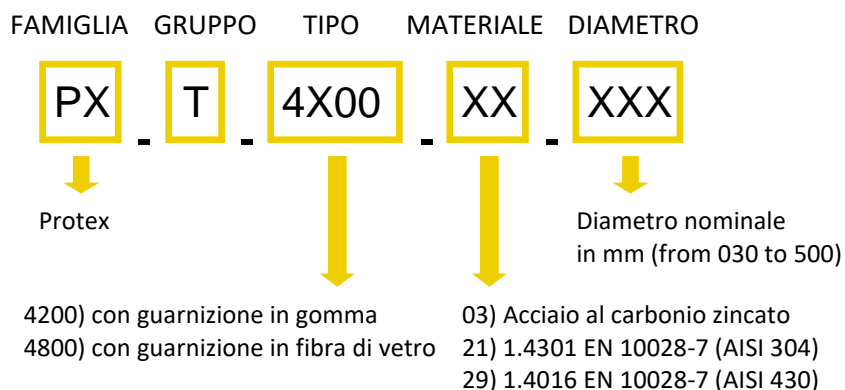 FAMIGLIA GRUPPO TIPO MATERIALE DIAMETRO
PX - T - 4X00 - XX - XXX
Protex
Diametro nominale
in mm (from 030 to 500)
4200) con guarnizione in gomma
4800) con guarnizione in fibra di vetro
03) Acciaio al carbonio zincato
21) 1.4301 EN 10028-7 (AISI 304)
29) 1.4016 EN 10028-7 (AISI 430)